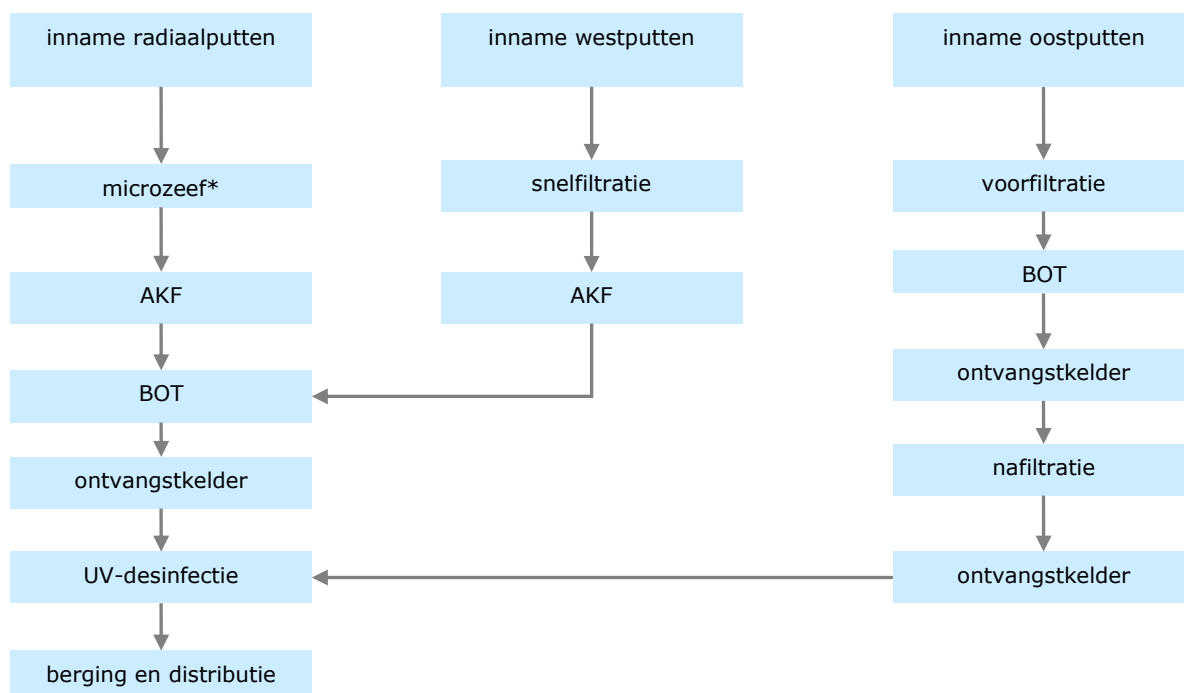 inname radiaalputten
microzeef*
AKF
BOT
ontvangstkelder
UV-desinfectie
berging en distributie
inname westputten
snelfiltratie
AKF
inname oostputten
voorfiltratie
BOT
ontvangstkelder
nafiltratie
ontvangstkelder